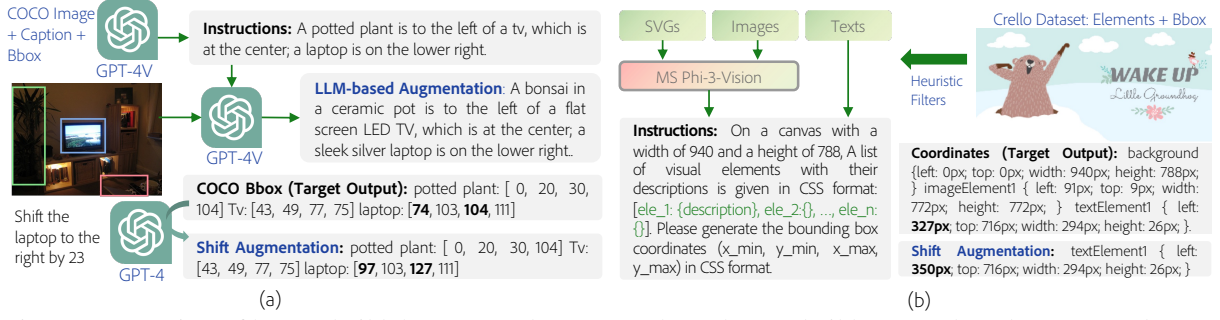 COCO Image
+ Caption +
Bbox
GPT-4V
Instructions: A potted plant is to the left of a tv, which is
at the center; a laptop is on the lower right.
GPT-4V
LLM-based Augmentation: A bonsai
in a ceramic pot is to the left of a flat
screen LED TV, which is at the center; a
sleek silver laptop is on the lower right..
Shift the
laptop to the
right by 23
GPT-4
COCO Bbox (Target Output): potted plant: [ 0, 20, 30,
104] Tv: [43, 49, 77, 75] laptop: [74, 103, 104, 111]
Shift Augmentation: potted plant: [ 0, 20, 30, 104] Tv:
[43, 49, 77, 75] laptop: [97, 103, 127, 111]
(a)
SVGs
Images
Texts
MS Phi-3-Vision
Instructions: On a canvas with a
width of 940 and a height of 788, A list
of visual elements with their
descriptions is given in CSS format:
[ele_1: {description}, ele_2:{}, ..., ele_n:
{}]. Please generate the bounding box
coordinates (x_min, y_min, x_max,
y_max) in CSS format.
Crello Dataset: Elements + Bbox
Heuristic
Filters
WAKE UP
Little Groundhog
Coordinates (Target Output): background
{left: 0px; top: 0px; width: 940px; height: 788px;
} imageElement1 { left: 91px; top: 9px; width:
772px; height: 772px; } textElement1 { left:
327px; top: 716px; width: 294px; height: 26px; }.
Shift Augmentation: textElement1 { left:
350px; top: 716px; width: 294px; height: 26px; }
(b)